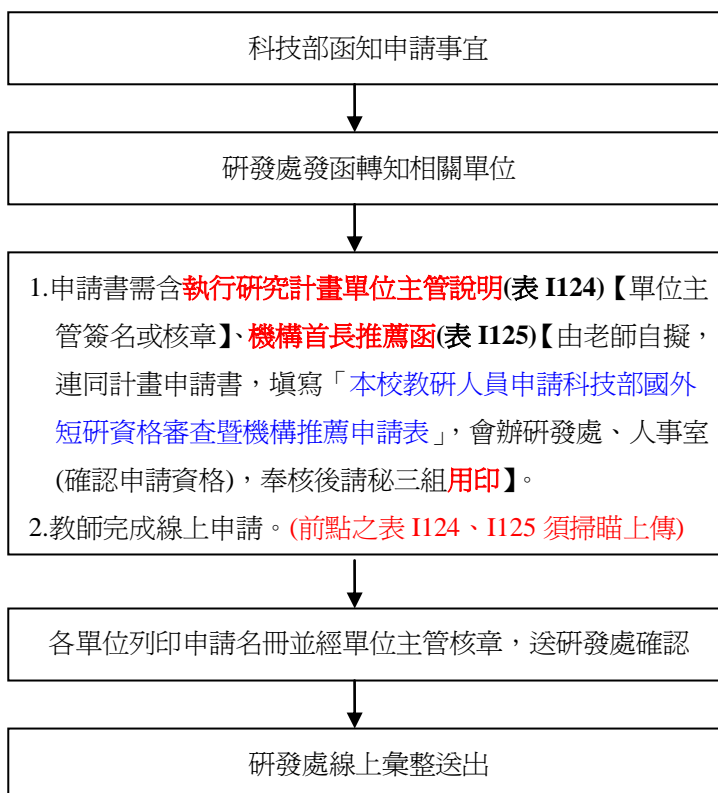 科技部函知申請事宜
研發處發函轉知相關單位
1.申請書需含執行研究計畫單位主管說明(表 I124)【單位主
管簽名或核章】、機構首長推薦函(表 I125)【由老師自擬，
連同計畫申請書，填寫「本校教研人員申請科技部國外
短研資格審查暨機構推薦申請表」，會辦研發處、人事室
(確認申請資格)，奉核後請秘三組用印】。
2.教師完成線上申請。(前點之表 I124、I125 須掃瞄上傳)
各單位列印申請名冊並經單位主管核章，送研發處確認
研發處線上彙整送出